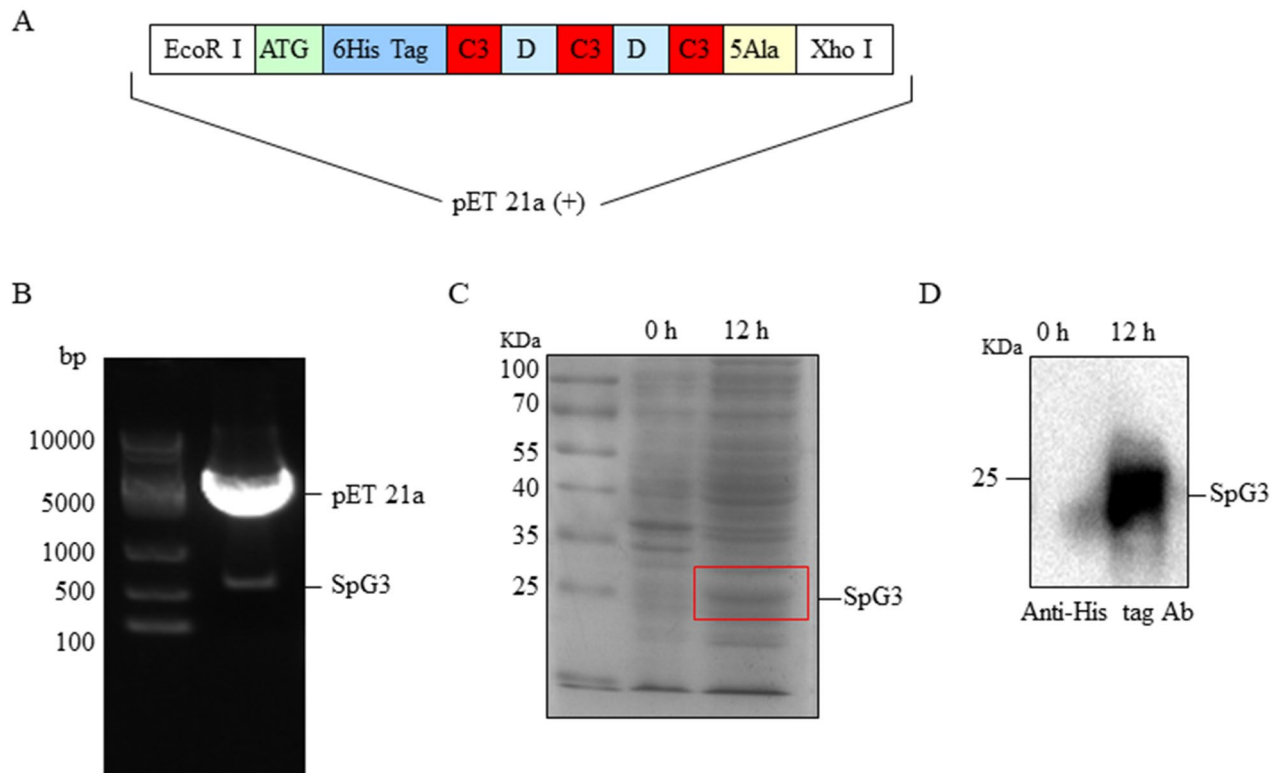 A
EcoR I ATG 6His Tag C3 D C3 D C3 5Ala Xho I
pET 21a (+)
B
bp
10000
5000
1000
500
100
pET 21a
SpG3
C
0 h 12 h
KDa
100
70
55
40
35
25
SpG3
D
0 h 12 h
KDa
25
SpG3
Anti-His tag Ab